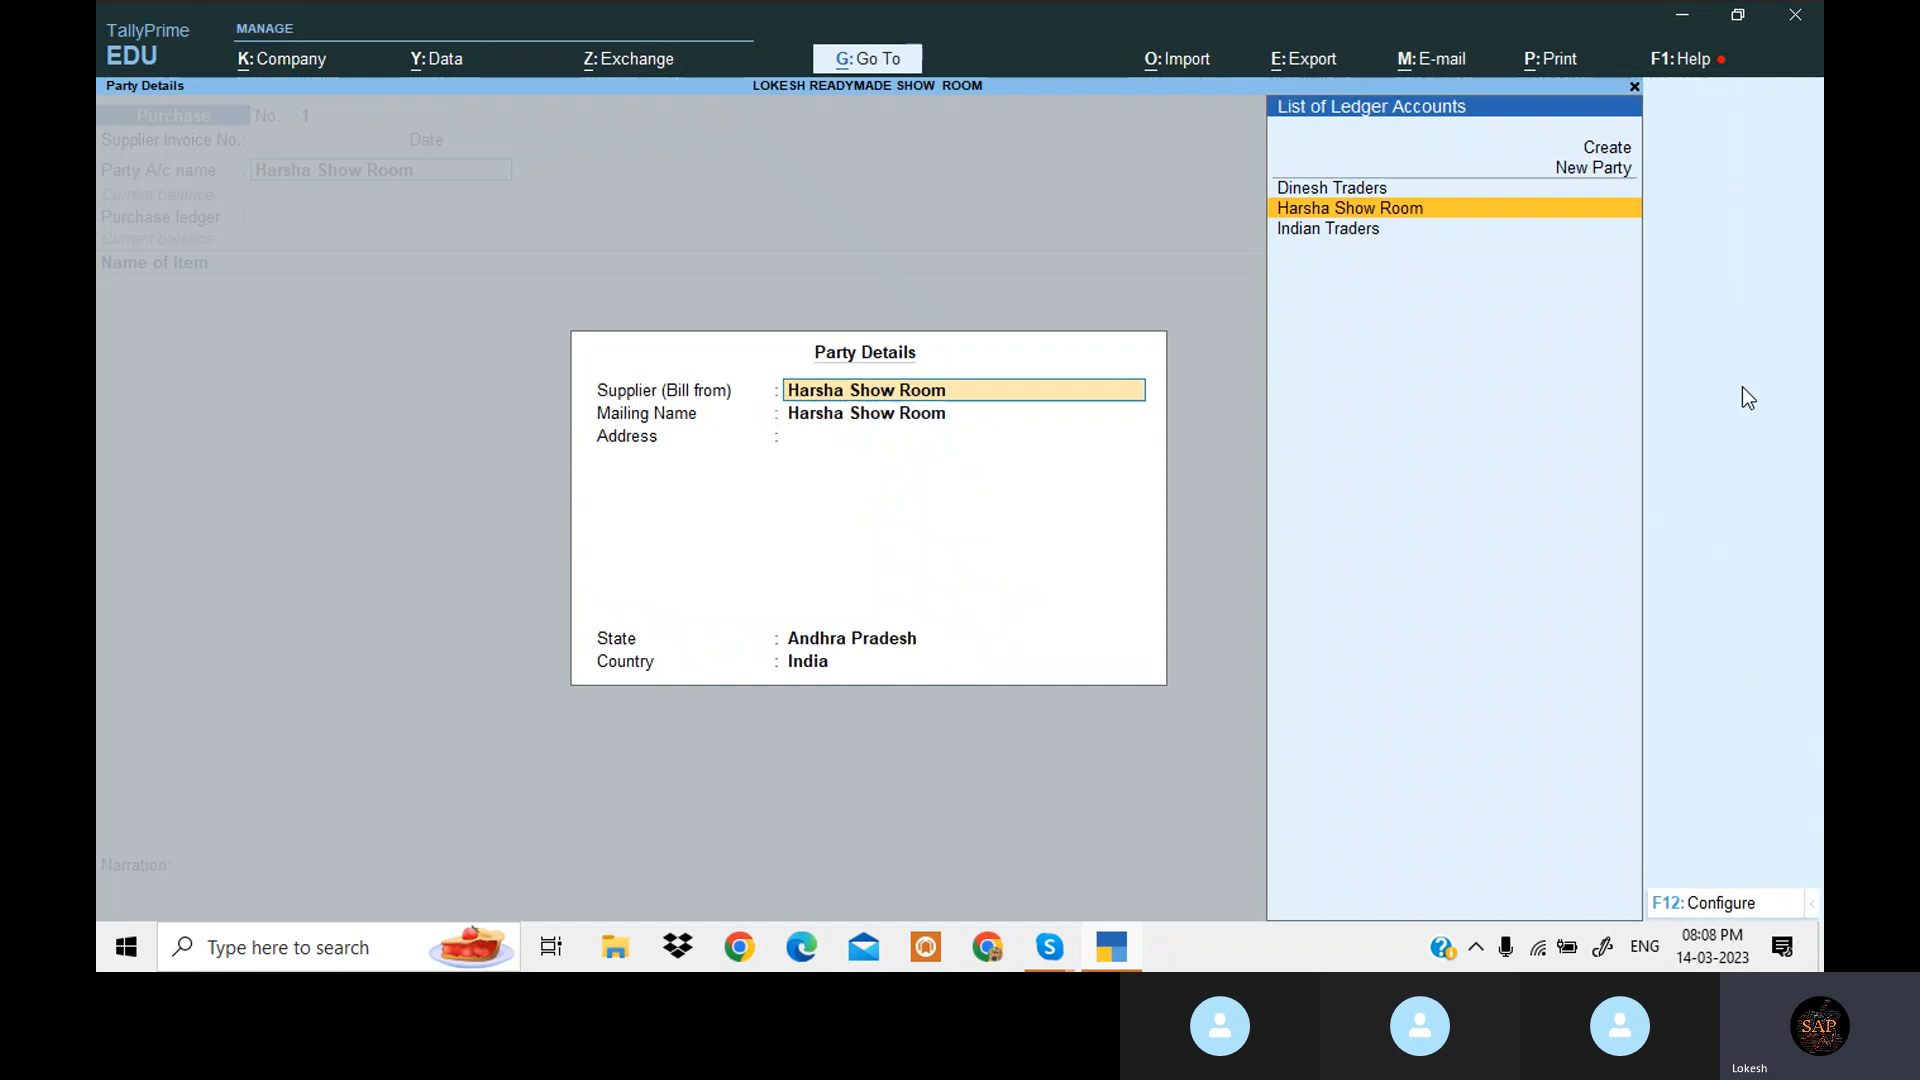 TallyPrime
EDU
MANAGE
K: Company
Y: Data
Z: Exchange
G: Go To
O: Import
E: Export
M: E-mail
P: Print
F1: Help
Party Details
LOKESH READYMADE SHOW ROOM
Purchase No. 1
Supplier Invoice No.: Date :
Party A/c name : Harsha Show Room
Current balance :
Purchase ledger :
Current balance
Name of Item
Party Details
Supplier (Bill from) : Harsha Show Room
Mailing Name : Harsha Show Room
Address :
State : Andhra Pradesh
Country : India
Narration:
List of Ledger Accounts
Create
New Party
Dinesh Traders
Harsha Show Room
Indian Traders
F12: Configure
Type here to search
ENG
08:08 PM
14-03-2023
SAP
Lokesh